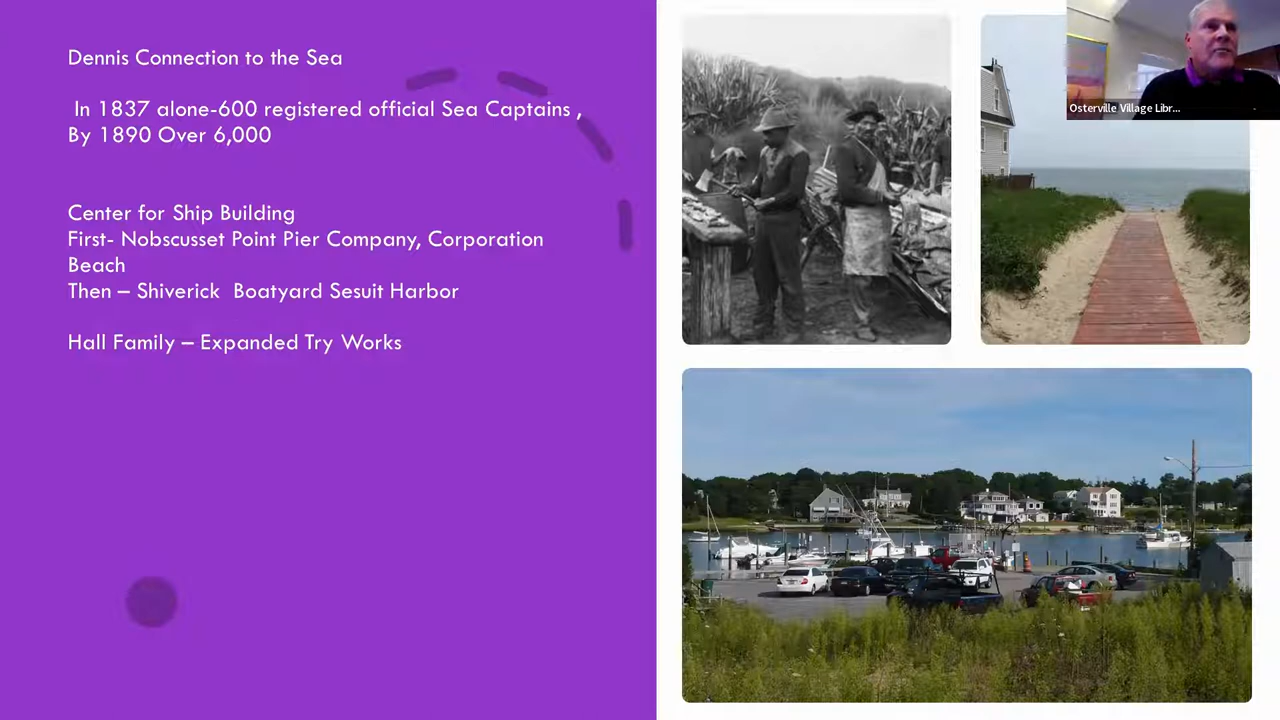 Dennis Connection to the Sea
In 1837 alone-600 registered official Sea Captains ,
By 1890 Over 6,000
Center for Ship Building
First- Nobscusset Point Pier Company, Corporation
Beach
Then – Shiverick Boatyard Sesuit Harbor
Hall Family – Expanded Try Works
Osterville Village Libr...